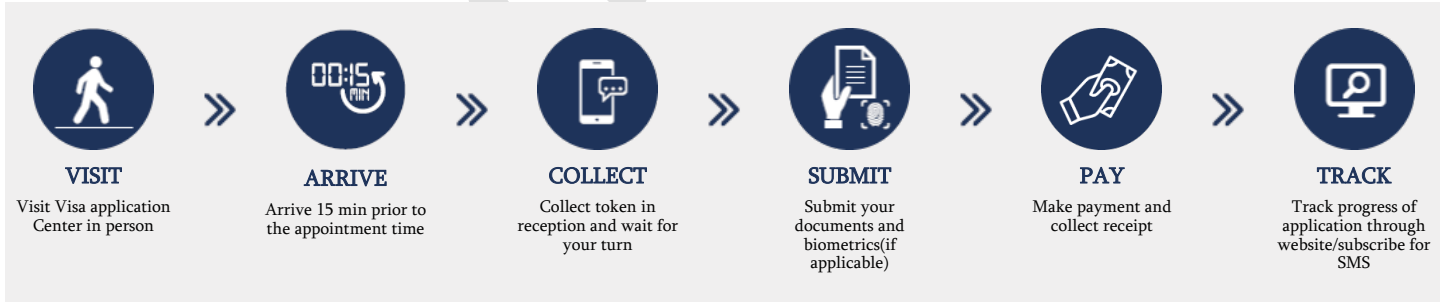 VISIT
Visit Visa application
Center in person
00:15
MIN
ARRIVE
Arrive 15 min prior to
the appointment time
COLLECT
Collect token in
reception and wait for
your turn
SUBMIT
Submit your
documents and
biometrics(if
applicable)
PAY
Make payment and
collect receipt
TRACK
Track progress of
application through
website/subscribe for
SMS